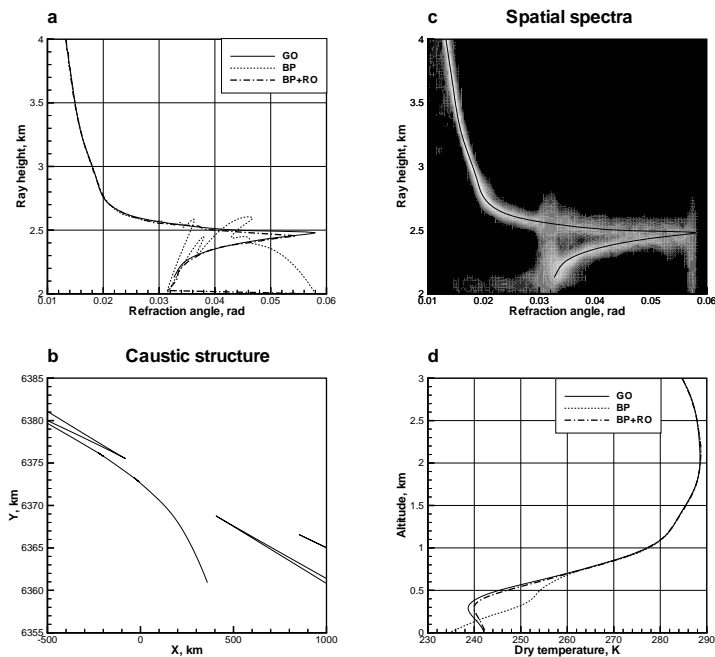 a
4
3.5
3
2.5
2
Ray height, km
GO
BP
BP+RO
0.01 0.02 0.03 0.04 0.05 0.06
Refraction angle, rad
c Spatial spectra
4
3.5
3
2.5
2
Ray height, km
0.01 0.02 0.03 0.04 0.05 0.06
Refraction angle, rad
b Caustic structure
6385
6380
6375
6370
6365
6360
6355
Y, km
-500 0 500 1000
X, km
d
3
2.5
2
1.5
1
0.5
0
Altitude, km
GO
BP
BP+RO
230 240 250 260 270 280 290
Dry temperature, K